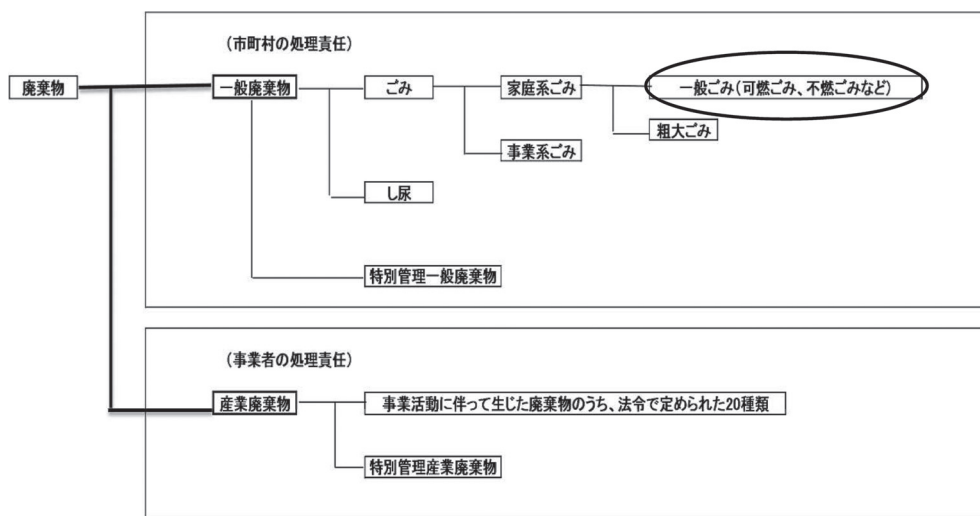 (市町村の処理責任)
廃棄物
一般廃棄物
ごみ
家庭系ごみ
一般ごみ(可燃ごみ、不燃ごみなど)
粗大ごみ
事業系ごみ
し尿
特別管理一般廃棄物
(事業者の処理責任)
産業廃棄物
事業活動に伴って生じた廃棄物のうち、法令で定められた20種類
特別管理産業廃棄物